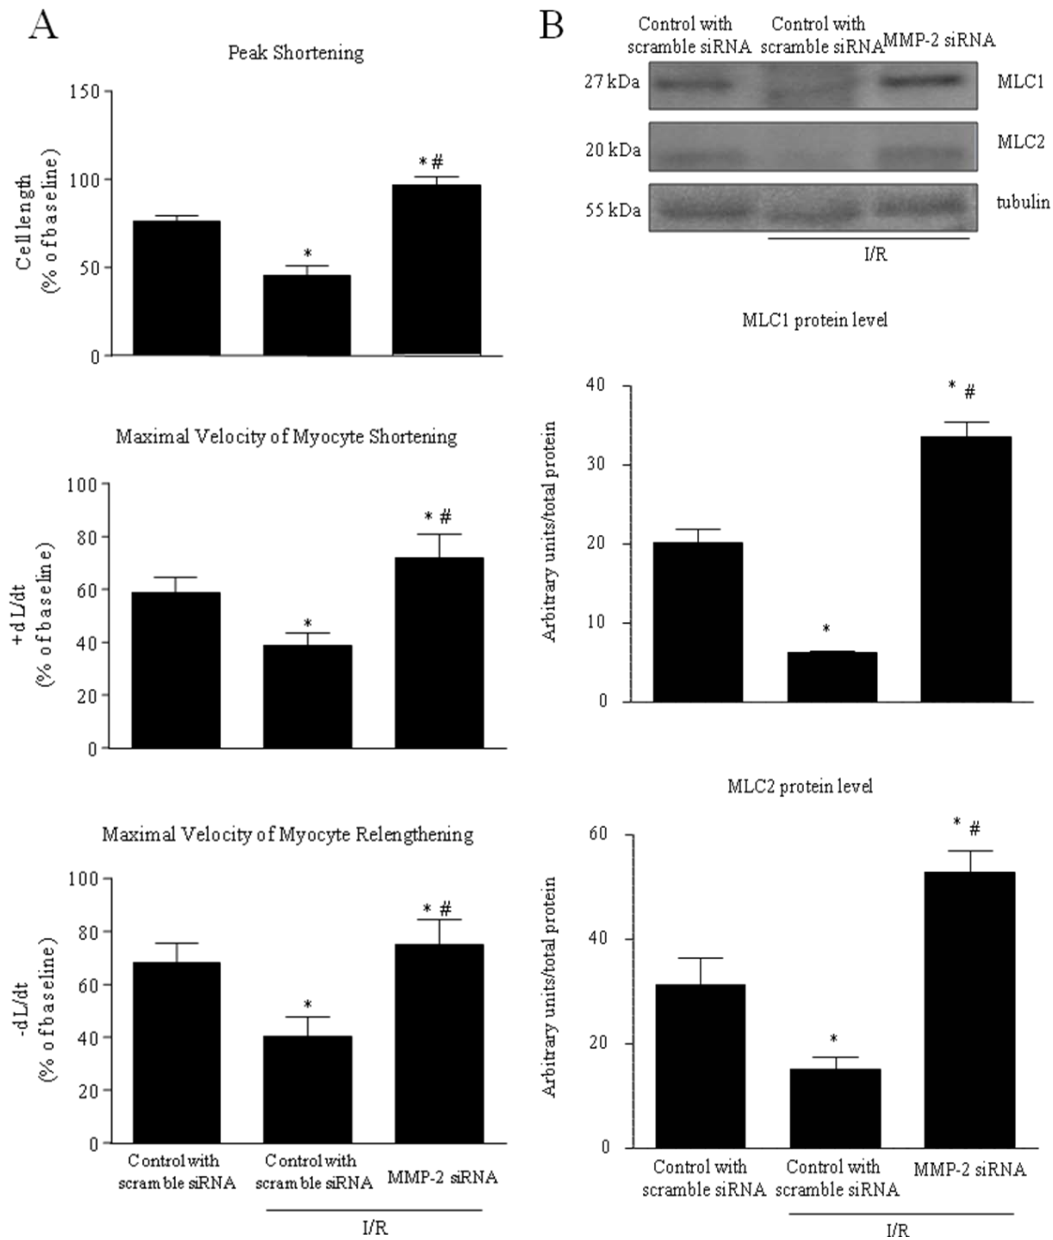 A
Peak Shortening
Cell length
(% of baseline)
150
100
50
0
*
*#
Maximal Velocity of Myocyte Shortening
+dL/dt
(% of baseline)
100
80
60
40
20
0
*
* #
Maximal Velocity of Myocyte Relengthening
-dL/dt
(% of baseline)
100
80
60
40
20
0
*
* #
Control with
scramble siRNA
Control with
scramble siRNA
MMP-2 siRNA
I/R
B
Control with
scramble siRNA
Control with
scramble siRNA
MMP-2 siRNA
27 kDa
MLC1
20 kDa
MLC2
55 kDa
tubulin
I/R
MLC1 protein level
Arbitrary units/total protein
40
30
20
10
0
*
* #
MLC2 protein level
Arbitrary units/total protein
60
40
20
0
*
* #
Control with
scramble siRNA
Control with
scramble siRNA
MMP-2 siRNA
I/R